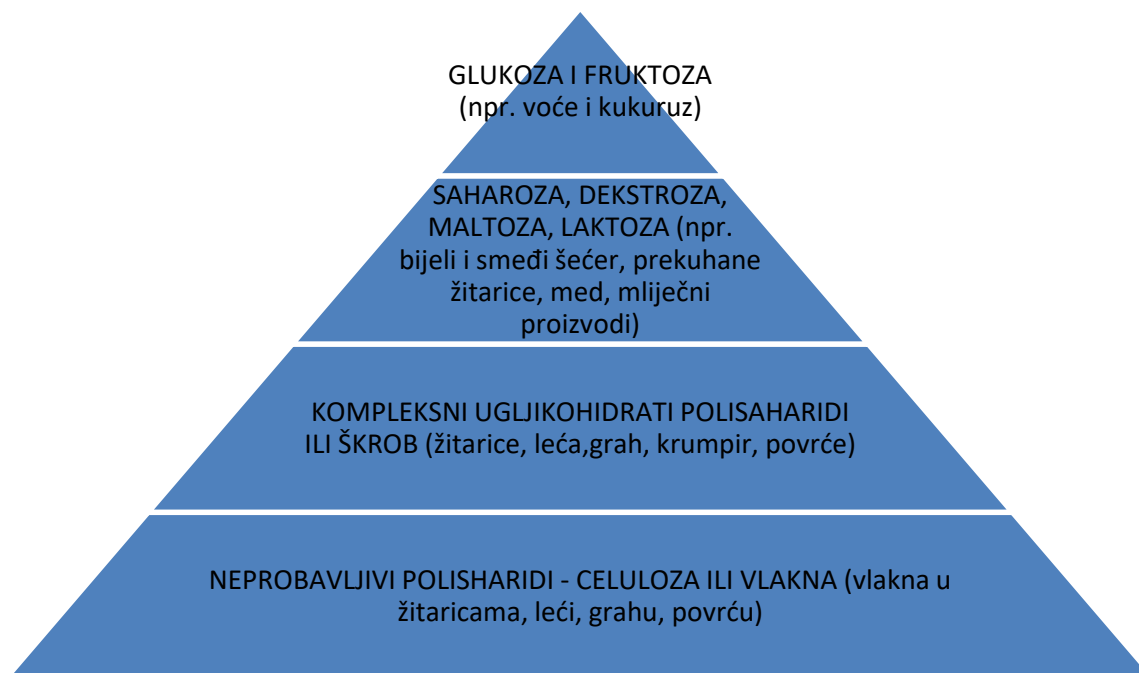 GLUKOZA I FRUKTOZA
(npr. voće i kukuruz)
SAHAROZA, DEKSTROZA,
MALTOZA, LAKTOZA (npr.
bijeli i smeđi šećer, prekuhane
žitarice, med, mliječni
proizvodi)
KOMPLEKSNI UGLJIKOHIDRATI POLISAHARIDI
ILI ŠKROB (žitarice, leća,grah, krumpir, povrće)
NEPROBAVLJIVI POLISHARIDI - CELULOZA ILI VLAKNA (vlakna u
žitaricama, leći, grahu, povrću)